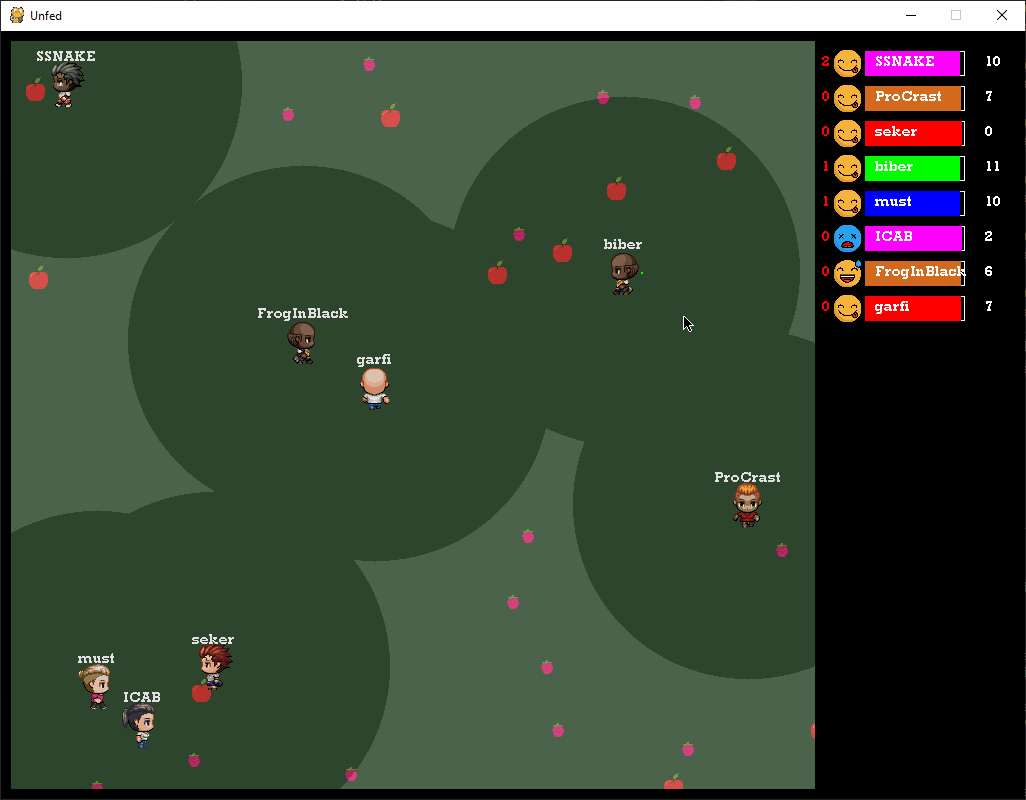 Unfed
SSNAKE
biber
FrogInBlack
garfi
ProCrast
seker
must
ICAB
2 SSNAKE 10
0 ProCrast 7
0 seker 0
1 biber 11
1 must 10
0 ICAB 2
0 FrogInBlack 6
0 garfi 7